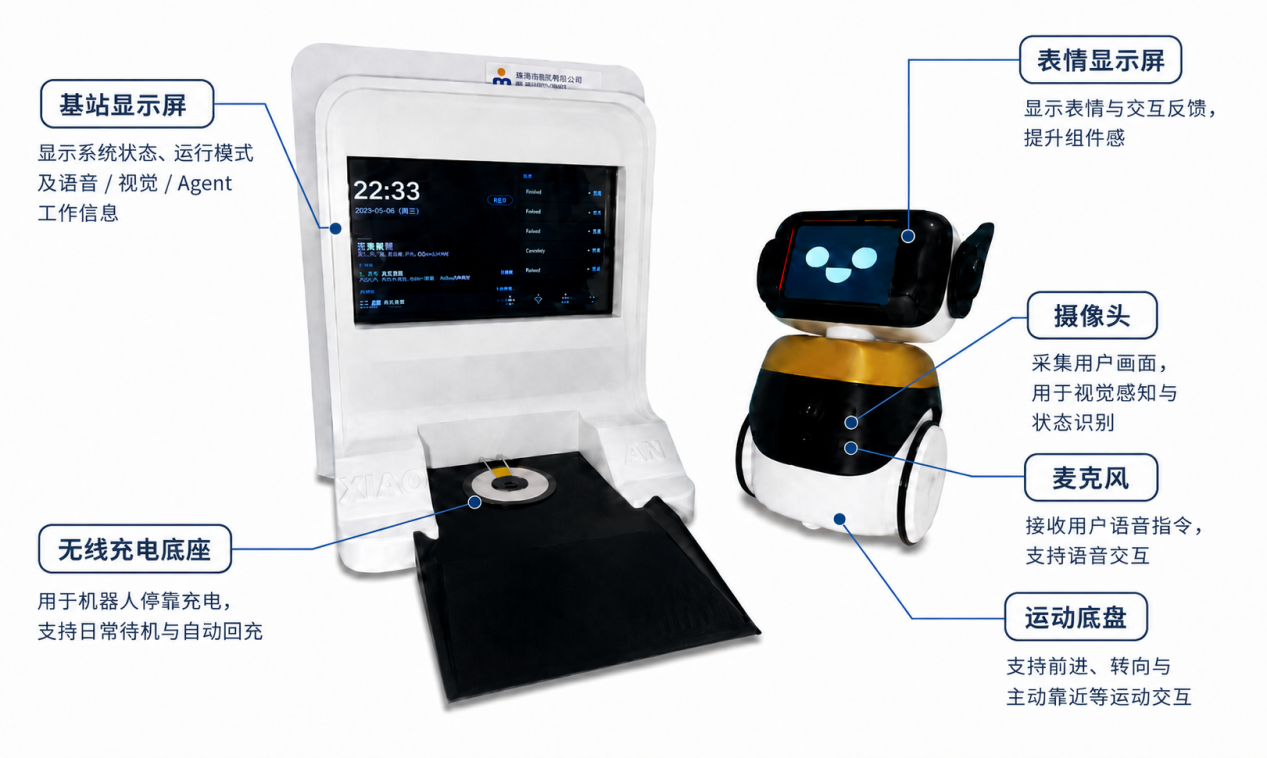 基站显示屏
显示系统状态、运行模式
及语音 / 视觉 / Agent
工作信息
无线充电底座
用于机器人停靠充电，
支持日常待机与自动回充
22:33
2023-05-06（周三）
Finished
XIAO
AN
表情显示屏
显示表情与交互反馈，
提升组件感
摄像头
采集用户画面，
用于视觉感知与
状态识别
麦克风
接收用户语音指令，
支持语音交互
运动底盘
支持前进、转向与
主动靠近等运动交互